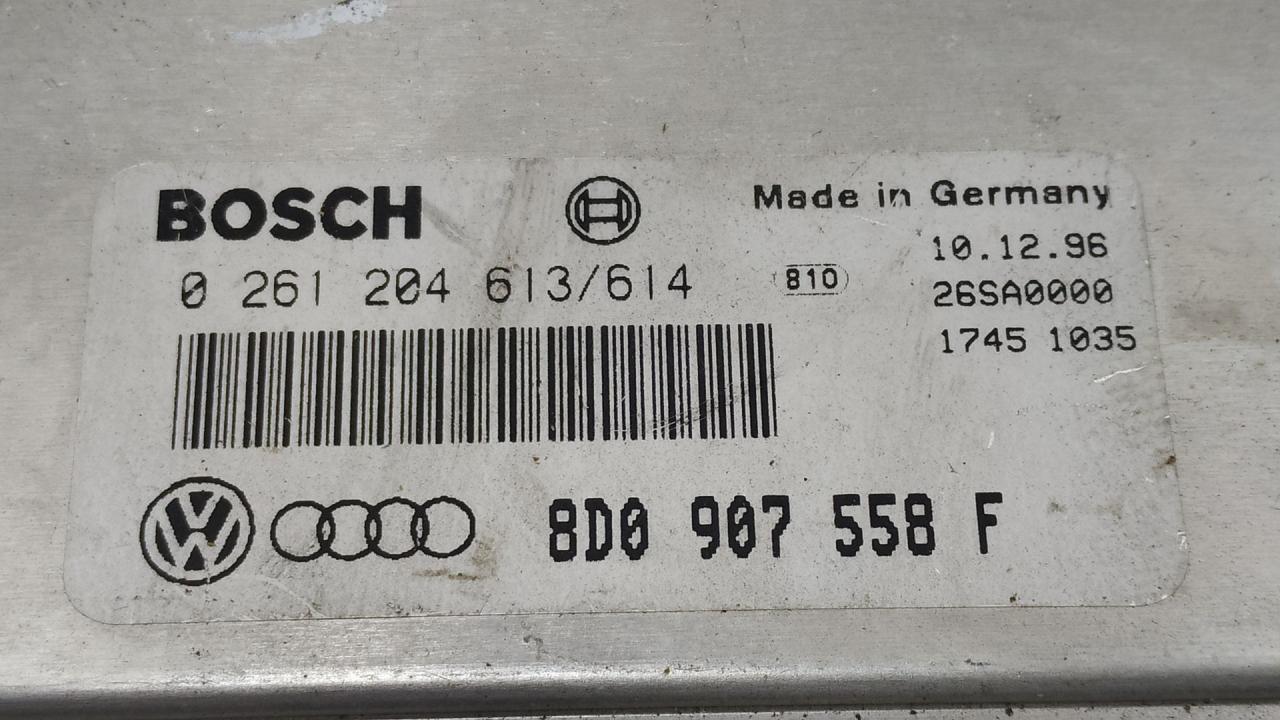 BOSCH
Made in Germany
10.12.96
0 261 204 613/614
810
26SA0000
1745 1035
8D0 907 558 F